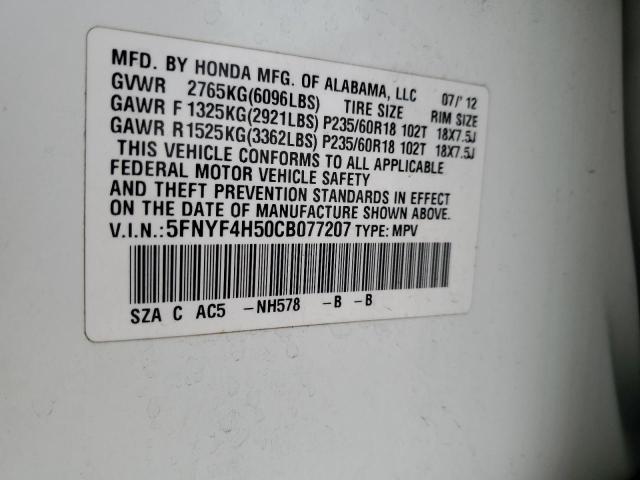 MFD. BY HONDA MFG. OF ALABAMA, LLC 07/'12
GVWR 2765KG(6096LBS) TIRE SIZE RIM SIZE
GAWR F 1325KG(2921LBS) P235/60R18 102T 18X7.5J
GAWR R 1525KG(3362LBS) P235/60R18 102T 18X7.5J
THIS VEHICLE CONFORMS TO ALL APPLICABLE
FEDERAL MOTOR VEHICLE SAFETY
AND THEFT PREVENTION STANDARDS IN EFFECT
ON THE DATE OF MANUFACTURE SHOWN ABOVE.
V.I.N.:5FNYF4H50CB077207 TYPE: MPV
SZA C AC5 -NH578 -B -B